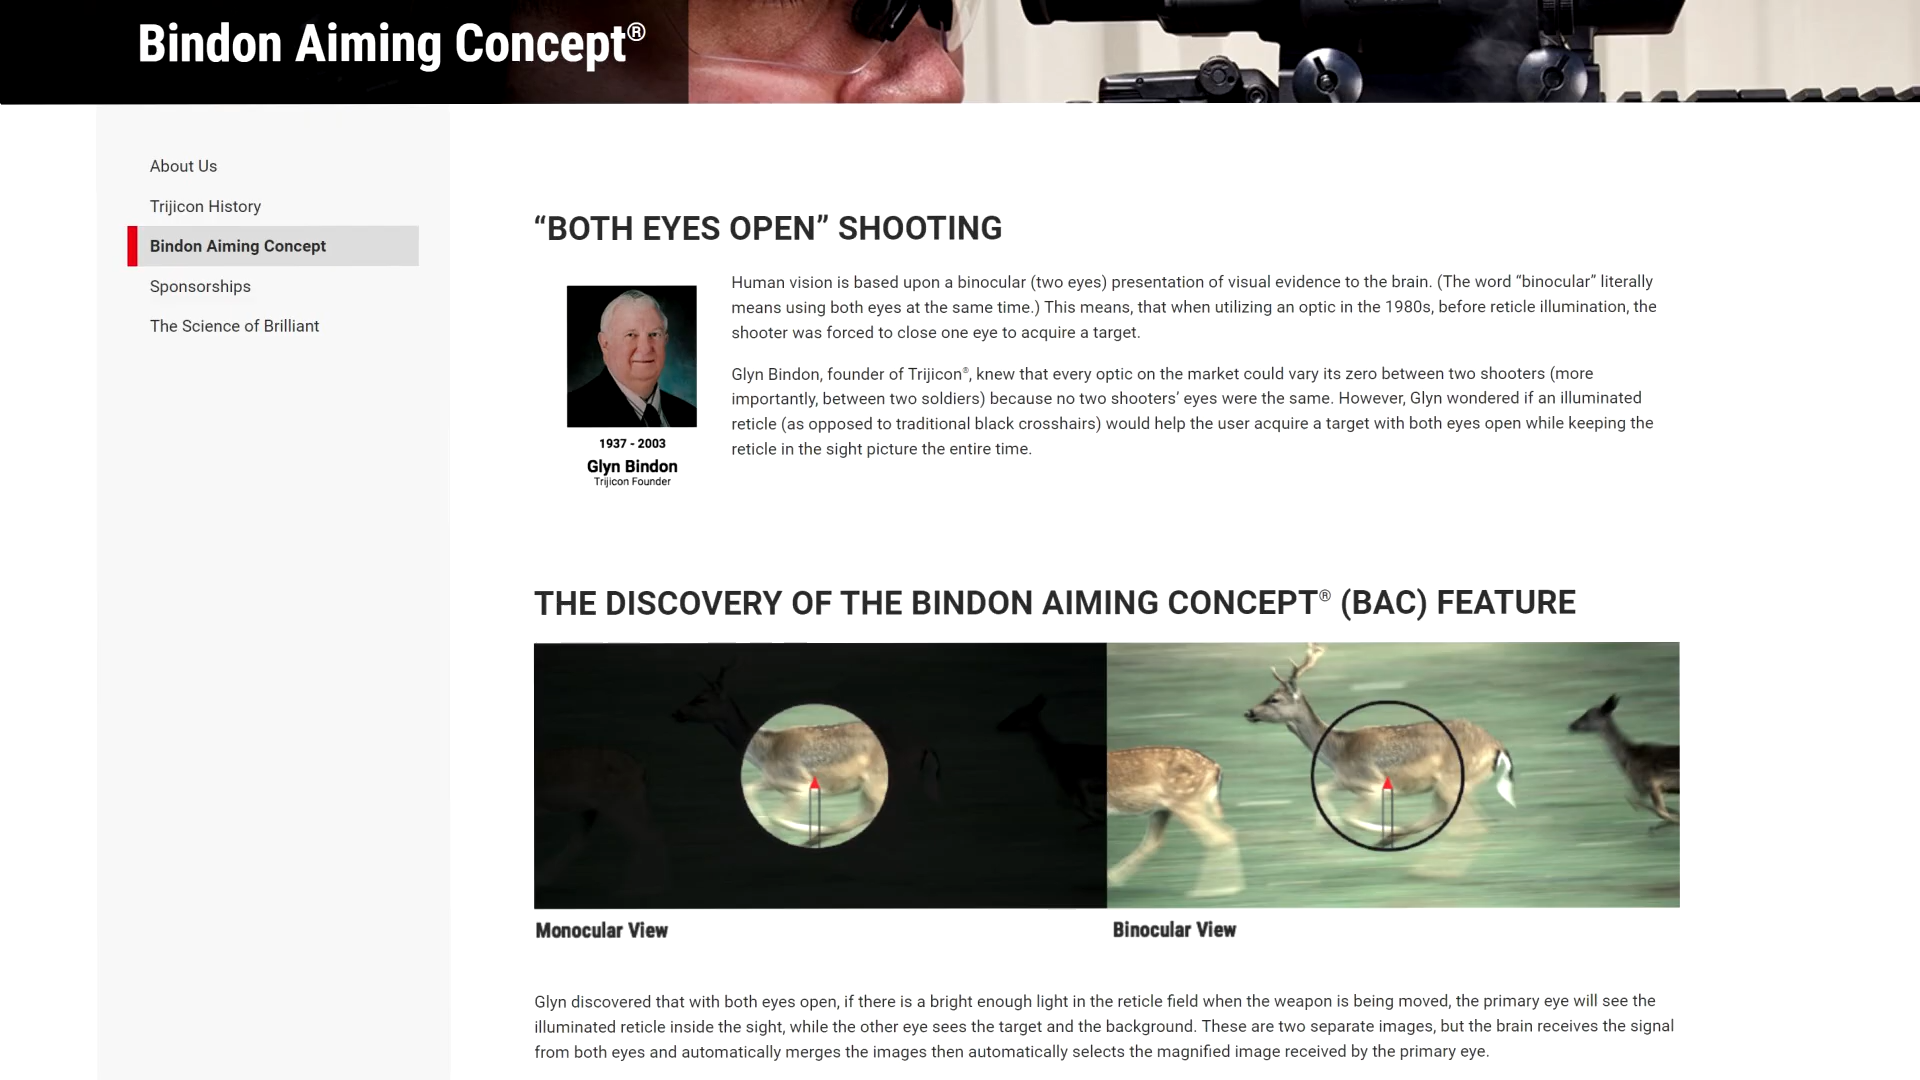 Bindon Aiming Concept®
About Us
Trijicon History
Bindon Aiming Concept
Sponsorships
The Science of Brilliant
“BOTH EYES OPEN” SHOOTING
Human vision is based upon a binocular (two eyes) presentation of visual evidence to the brain. (The word “binocular” literally
means using both eyes at the same time.) This means, that when utilizing an optic in the 1980s, before reticle illumination, the
shooter was forced to close one eye to acquire a target.
Glyn Bindon, founder of Trijicon®, knew that every optic on the market could vary its zero between two shooters (more
importantly, between two soldiers) because no two shooters’ eyes were the same. However, Glyn wondered if an illuminated
reticle (as opposed to traditional black crosshairs) would help the user acquire a target with both eyes open while keeping the
reticle in the sight picture the entire time.
1937 - 2003
Glyn Bindon
Trijicon Founder
THE DISCOVERY OF THE BINDON AIMING CONCEPT® (BAC) FEATURE
Monocular View
Binocular View
Glyn discovered that with both eyes open, if there is a bright enough light in the reticle field when the weapon is being moved, the primary eye will see the
illuminated reticle inside the sight, while the other eye sees the target and the background. These are two separate images, but the brain receives the signal
from both eyes and automatically merges the images then automatically selects the magnified image received by the primary eye.